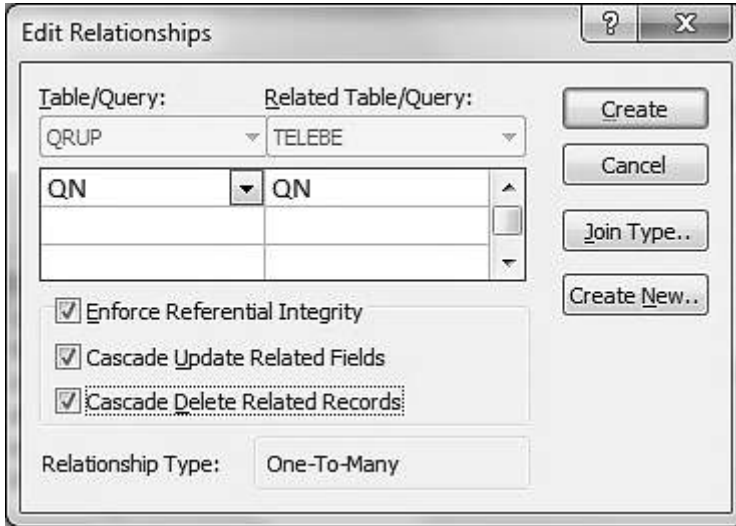 Edit Relationships
Table/Query: Related Table/Query:
QRUP TELEBE
QN QN
Enforce Referential Integrity
Cascade Update Related Fields
Cascade Delete Related Records
Relationship Type: One-To-Many
Create
Cancel
Join Type..
Create New..